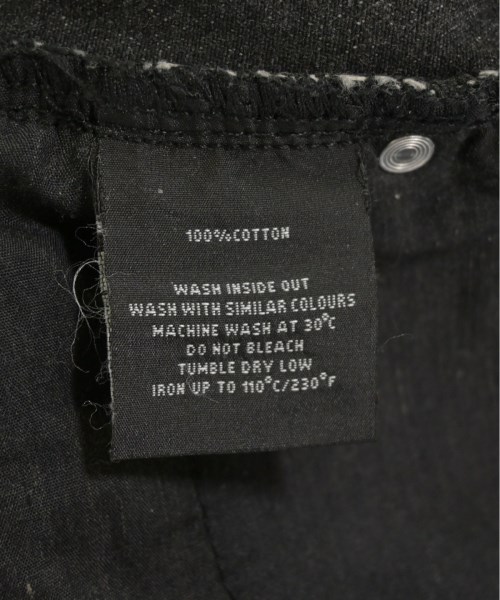 100% COTTON
WASH INSIDE OUT
WASH WITH SIMILAR COLOURS
MACHINE WASH AT 30°C
DO NOT BLEACH
TUMBLE DRY LOW
IRON UP TO 110°C/230°F